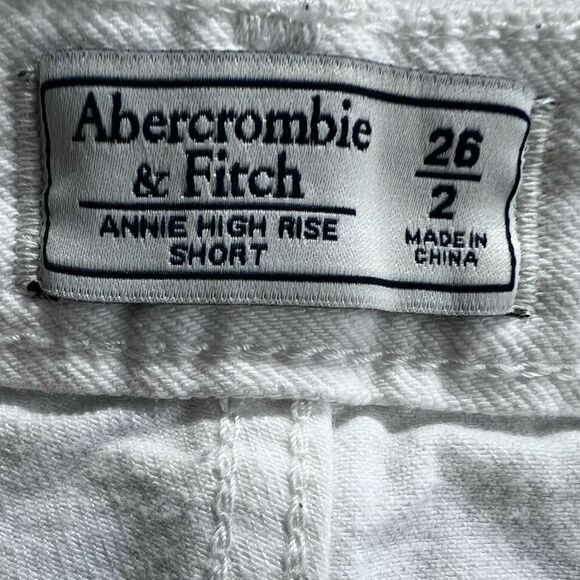 Abercrombie
& Fitch
ANNIE HIGH RISE
SHORT
26
2
MADE IN
CHINA